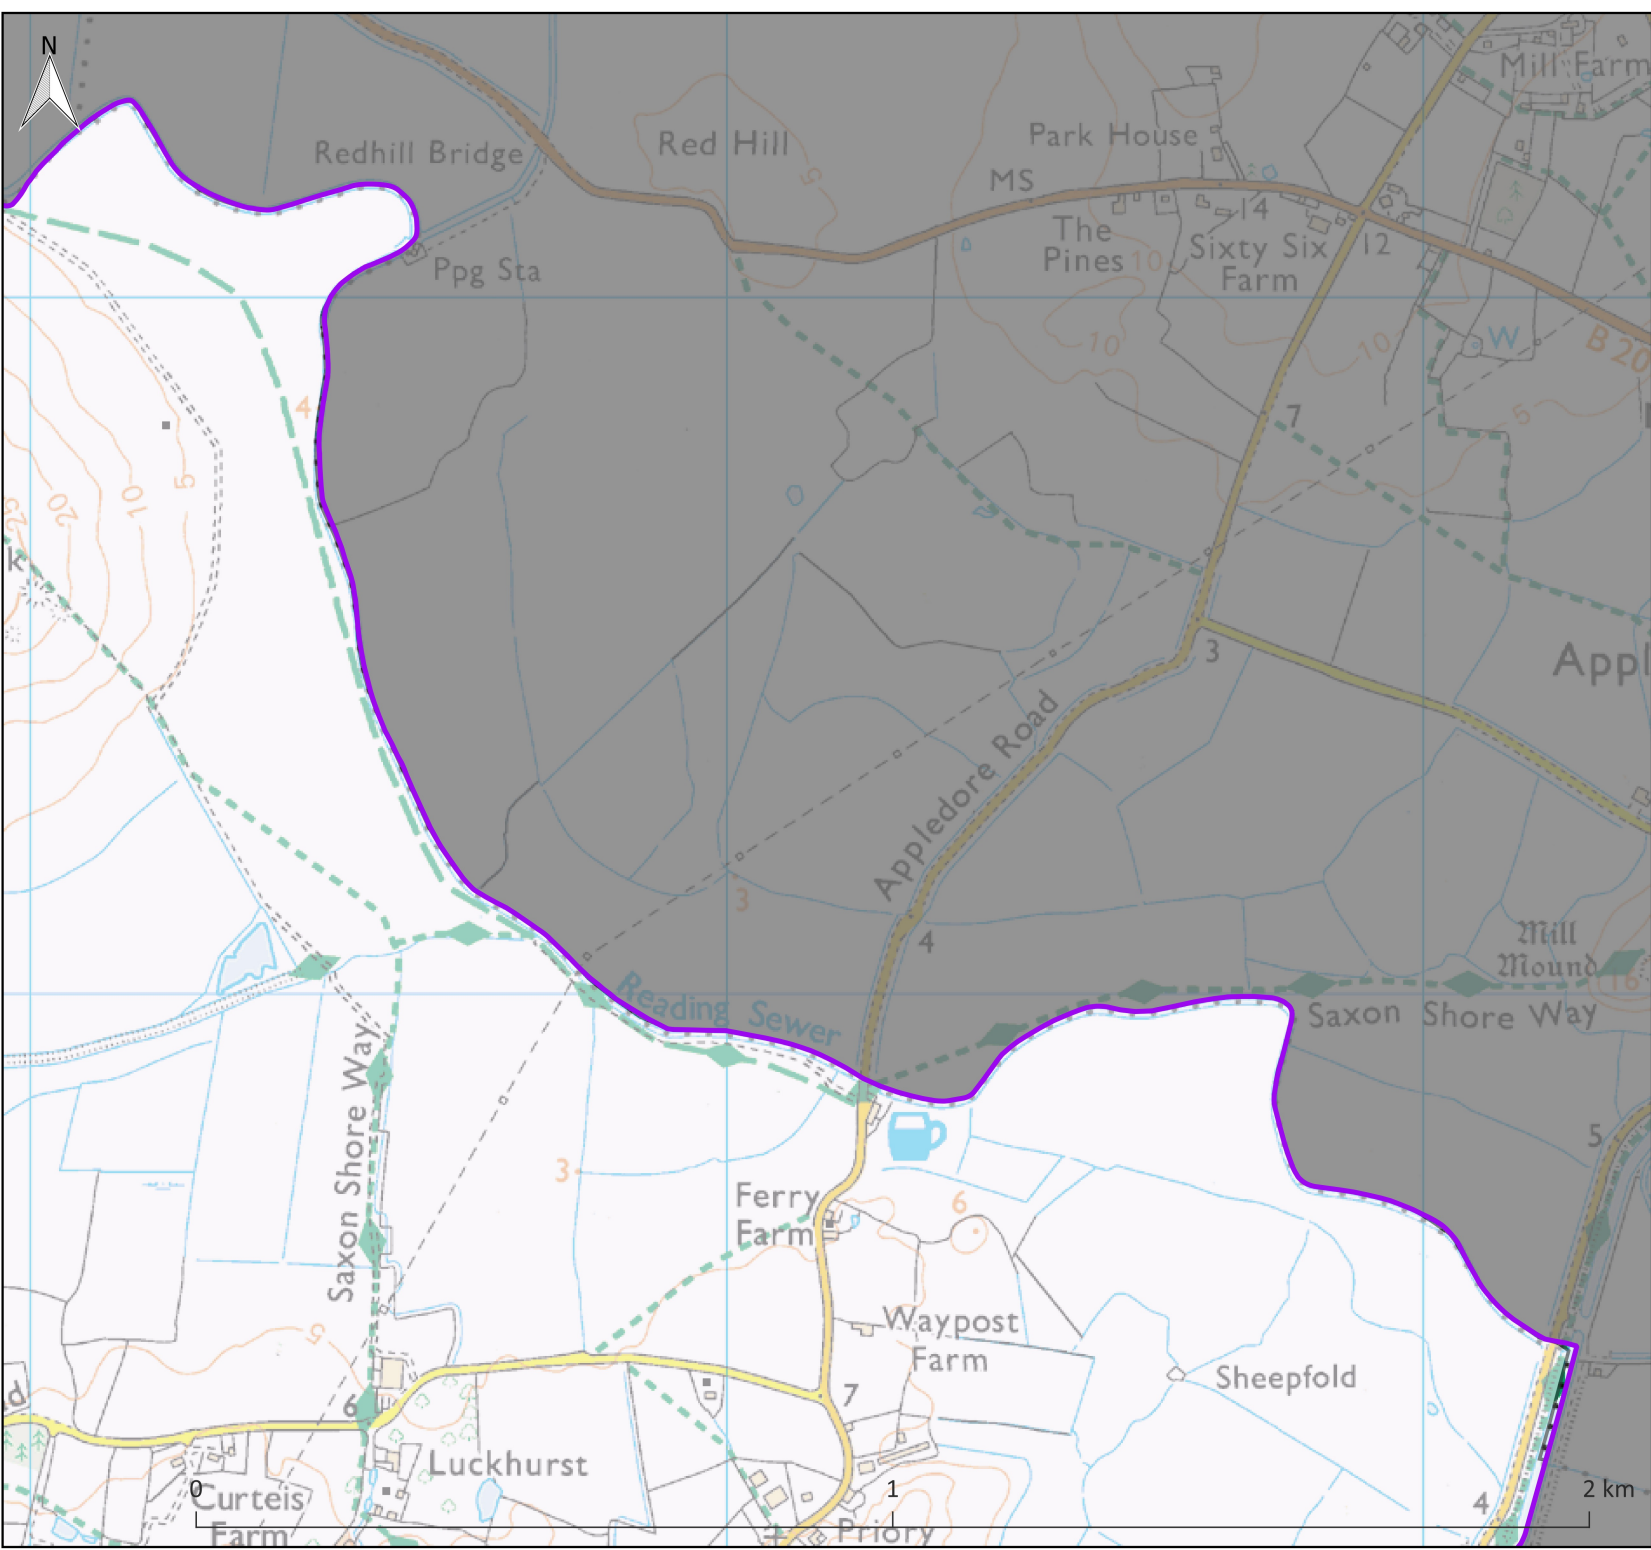 N
Mill Farm
Redhill Bridge
Red Hill
5
Park House
MS
14
The
Pines
10
Sixty Six
Farm
12
Ppg Sta
10
10
W
B 20
4
7
5
25
20
10
5
k
3
Appl
Appledore Road
3
4
Mill
Mound
16
Reading Sewer
Saxon Shore Way
Saxon Shore Way
5
3
Ferry
Farm
6
Waypost
Farm
5
Sheepfold
d
6
7
Luckhurst
4
0
1
2 km
Curteis
Farm
Priory